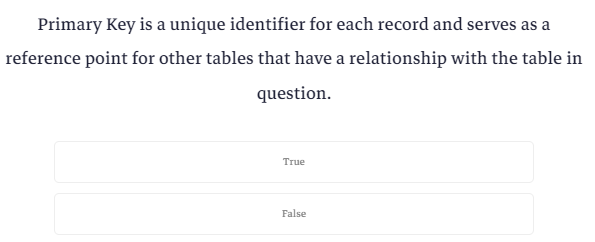 Primary Key is a unique identifier for each record and serves as a
reference point for other tables that have a relationship with the table in
question.
True
False